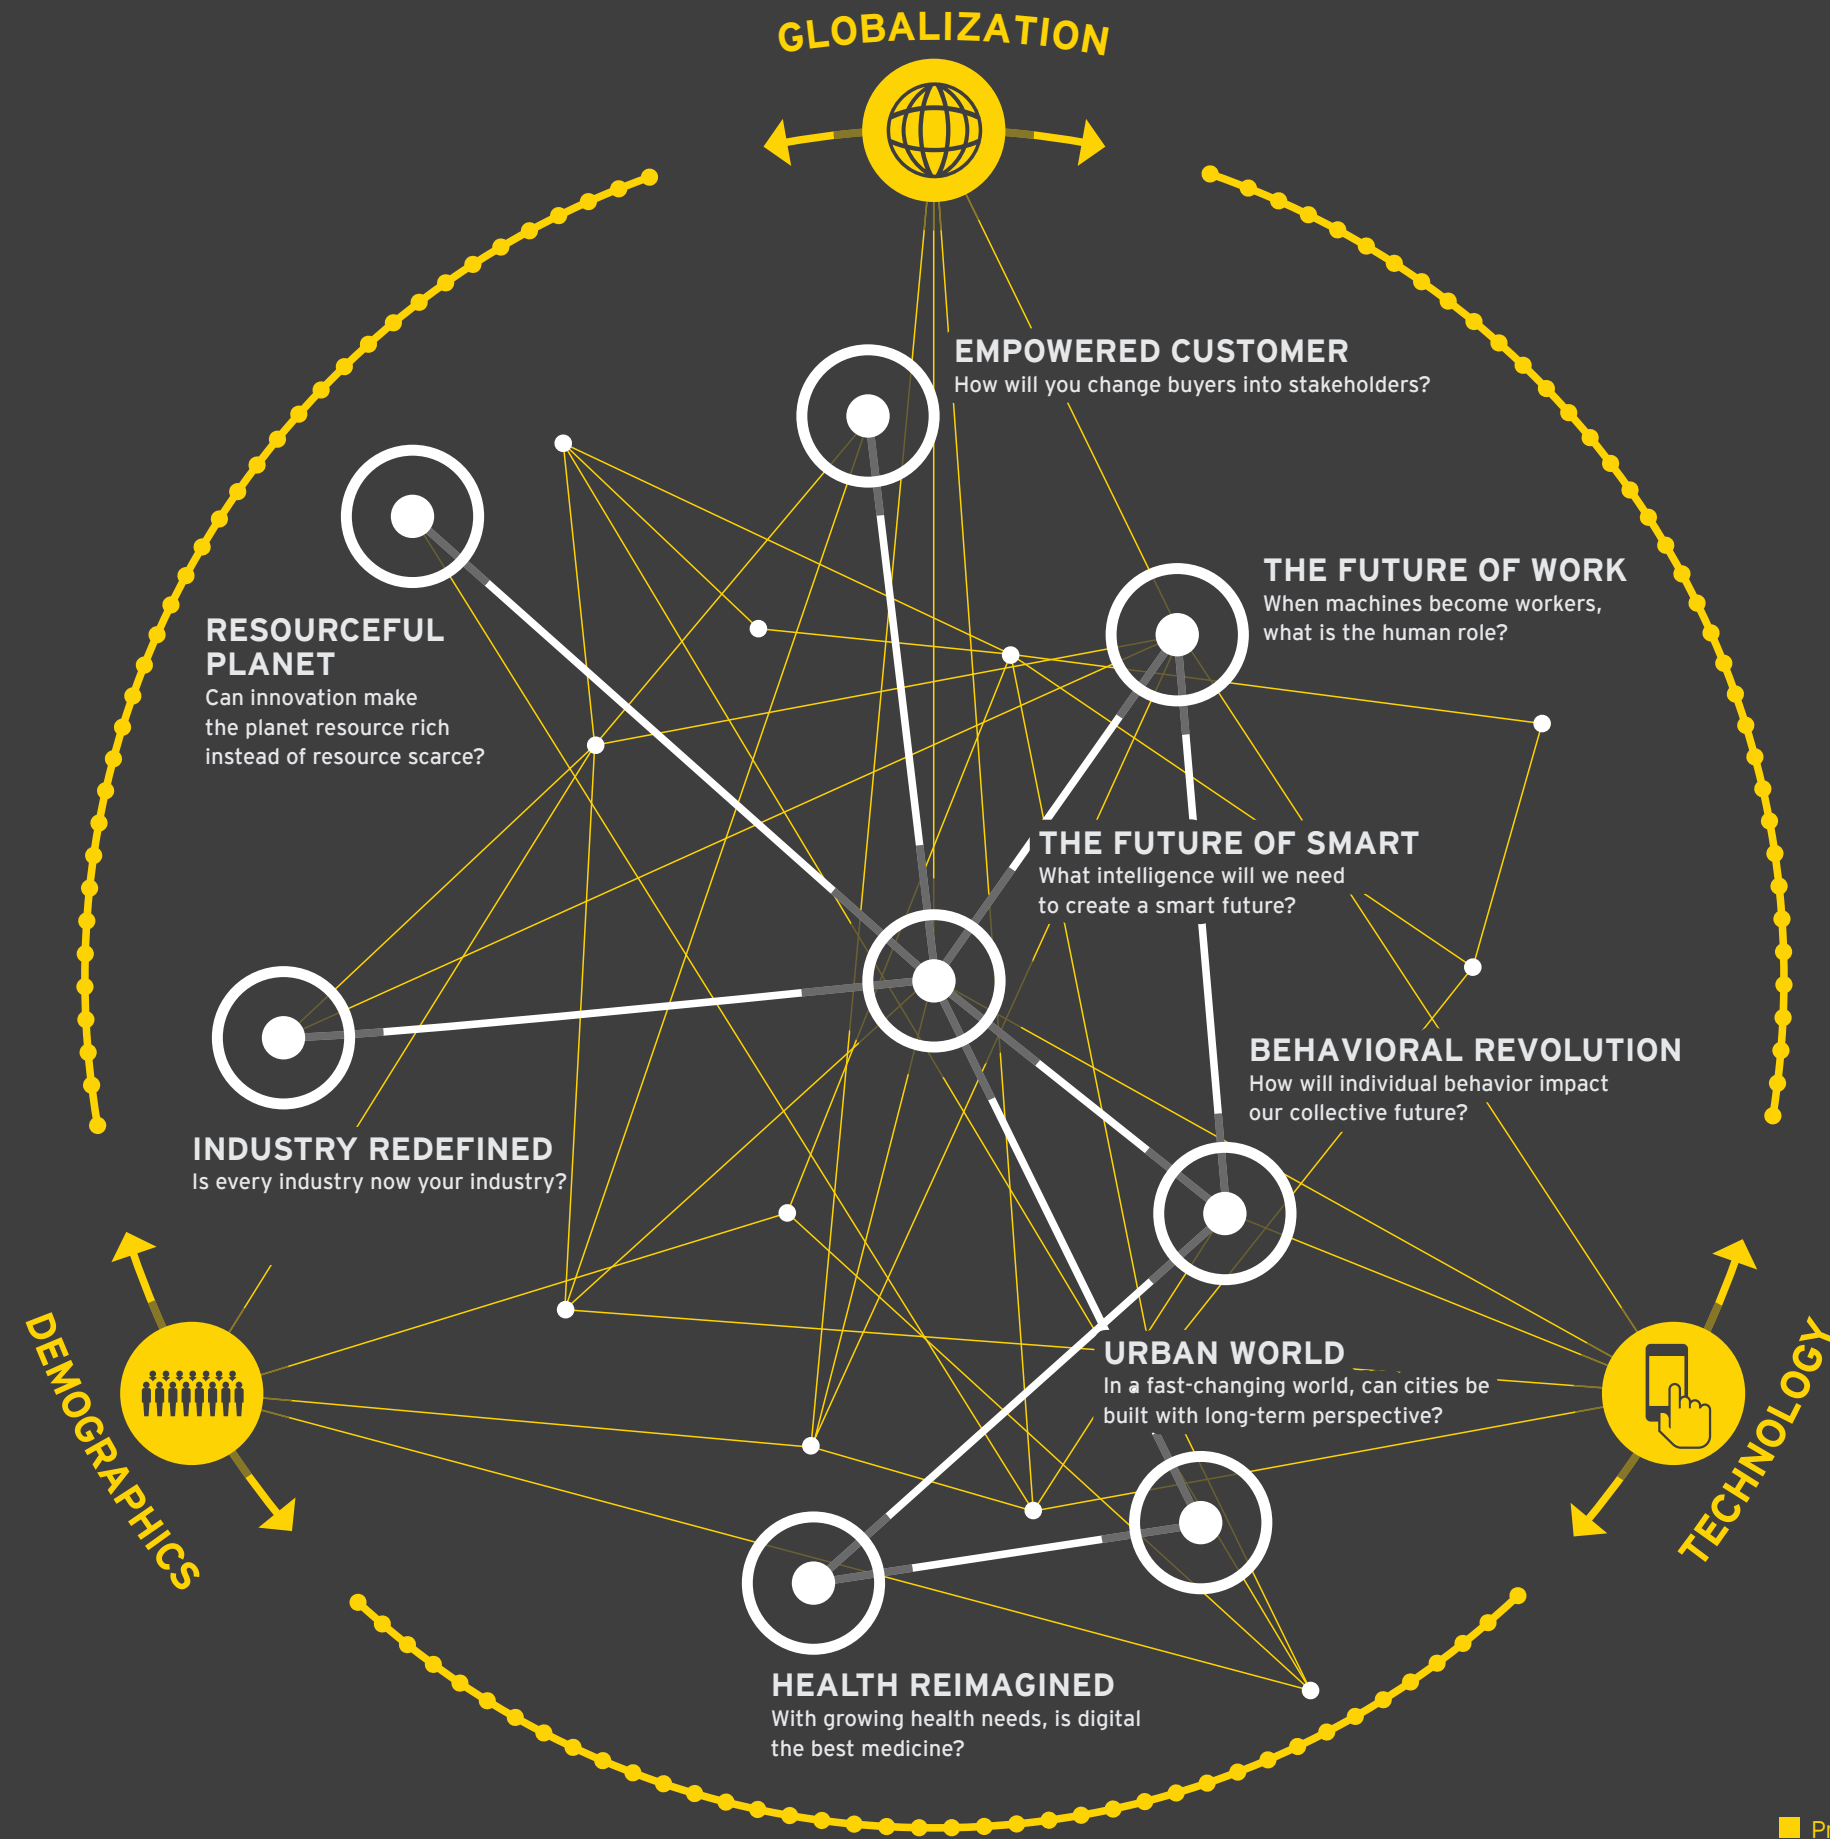 GLOBALIZATION
EMPOWERED CUSTOMER
How will you change buyers into stakeholders?
THE FUTURE OF WORK
When machines become workers,
what is the human role?
RESOURCEFUL
PLANET
Can innovation make
the planet resource rich
instead of resource scarce?
THE FUTURE OF SMART
What intelligence will we need
to create a smart future?
BEHAVIORAL REVOLUTION
How will individual behavior impact
our collective future?
INDUSTRY REDEFINED
Is every industry now your industry?
DEMOGRAPHICS
TECHNOLOGY
URBAN WORLD
In a fast-changing world, can cities be
built with long-term perspective?
HEALTH REIMAGINED
With growing health needs, is digital
the best medicine?